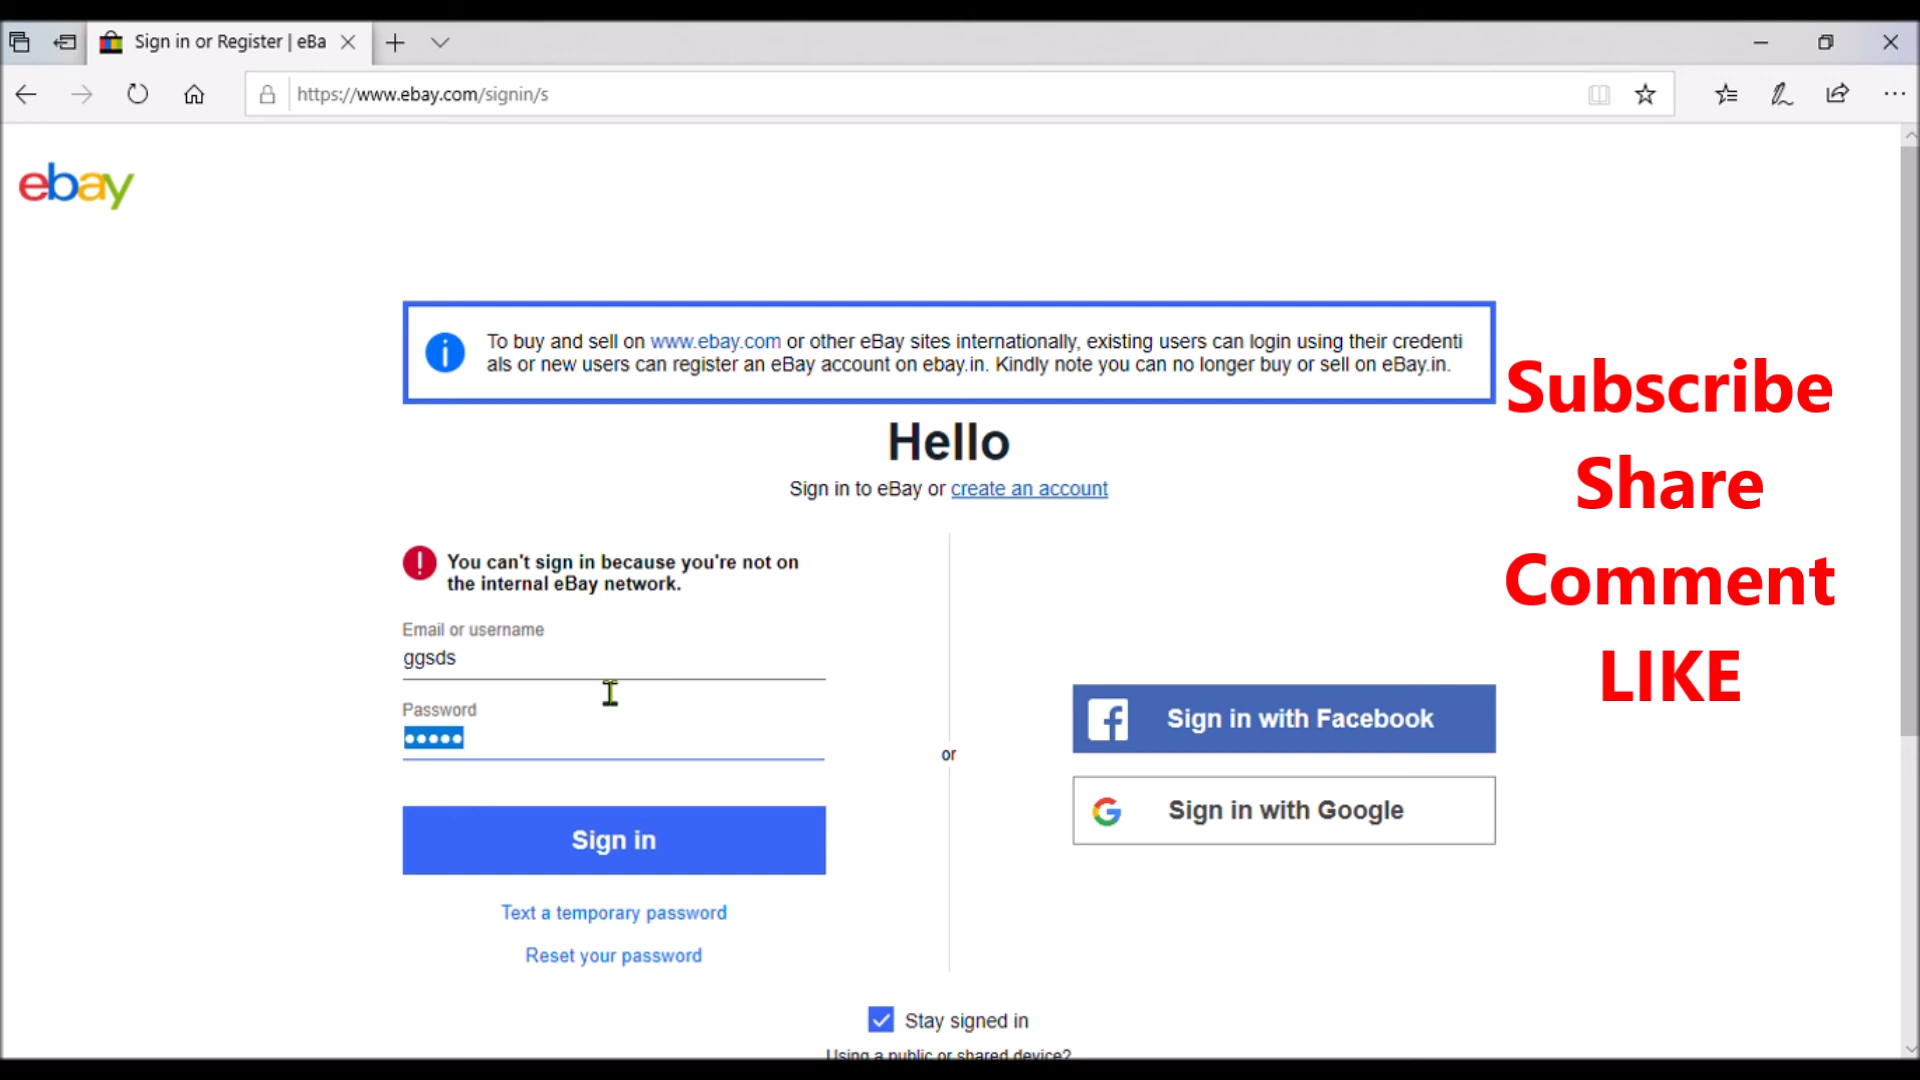 Sign in or Register | eBa
https://www.ebay.com/signin/s
ebay
To buy and sell on www.ebay.com or other eBay sites internationally, existing users can login using their credenti
als or new users can register an eBay account on ebay.in. Kindly note you can no longer buy or sell on eBay.in.
Hello
Sign in to eBay or create an account
You can't sign in because you're not on
the internal eBay network.
Email or username
ggsds
Password
Sign in
Text a temporary password
Reset your password
or
Sign in with Facebook
Sign in with Google
Stay signed in
Using a public or shared device?
Subscribe
Share
Comment
LIKE